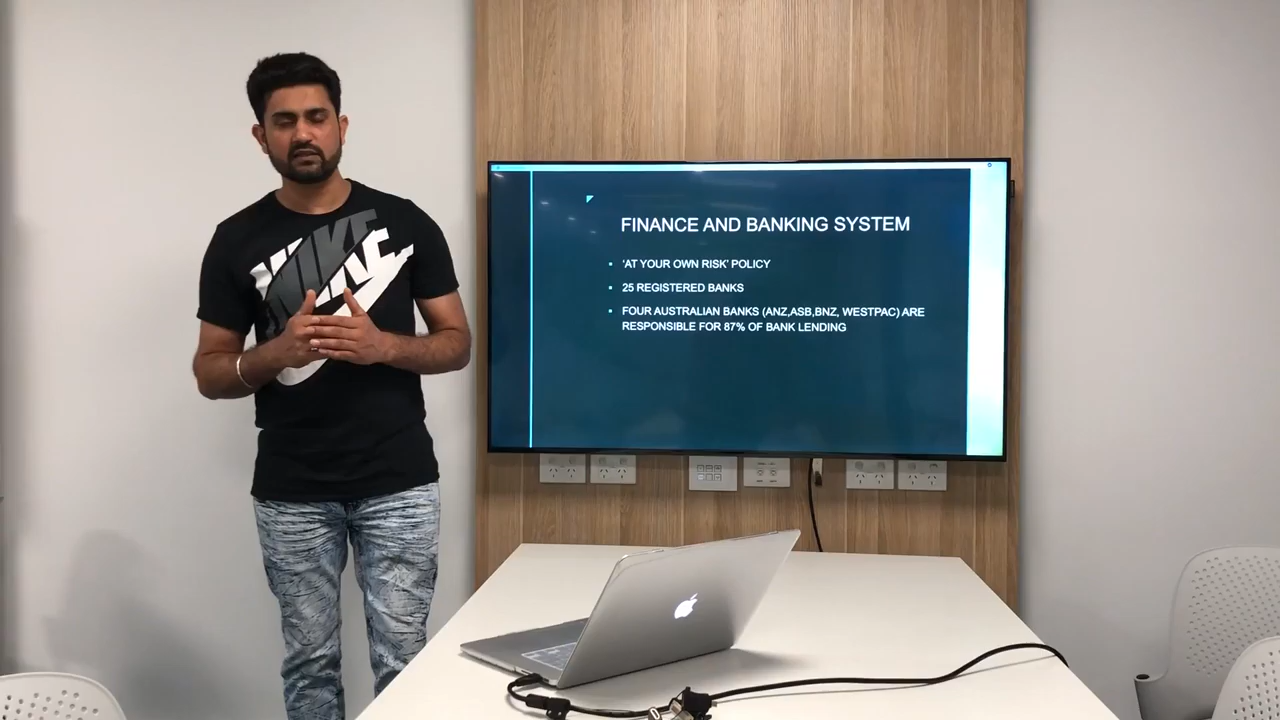 NIKE
FINANCE AND BANKING SYSTEM
‘AT YOUR OWN RISK’ POLICY
25 REGISTERED BANKS
FOUR AUSTRALIAN BANKS (ANZ,ASB,BNZ, WESTPAC) ARE
RESPONSIBLE FOR 87% OF BANK LENDING